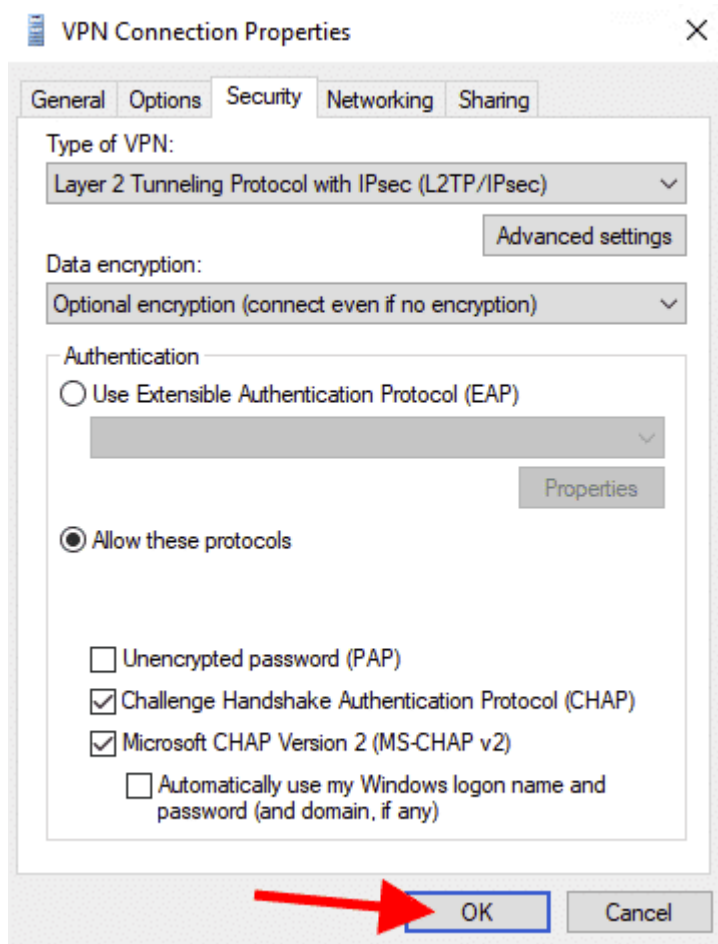 VPN Connection Properties
General Options Security Networking Sharing
Type of VPN:
Layer 2 Tunneling Protocol with IPsec (L2TP/IPsec)
Advanced settings
Data encryption:
Optional encryption (connect even if no encryption)
Authentication
Use Extensible Authentication Protocol (EAP)
Properties
Allow these protocols
Unencrypted password (PAP)
Challenge Handshake Authentication Protocol (CHAP)
Microsoft CHAP Version 2 (MS-CHAP v2)
Automatically use my Windows logon name and
password (and domain, if any)
OK Cancel